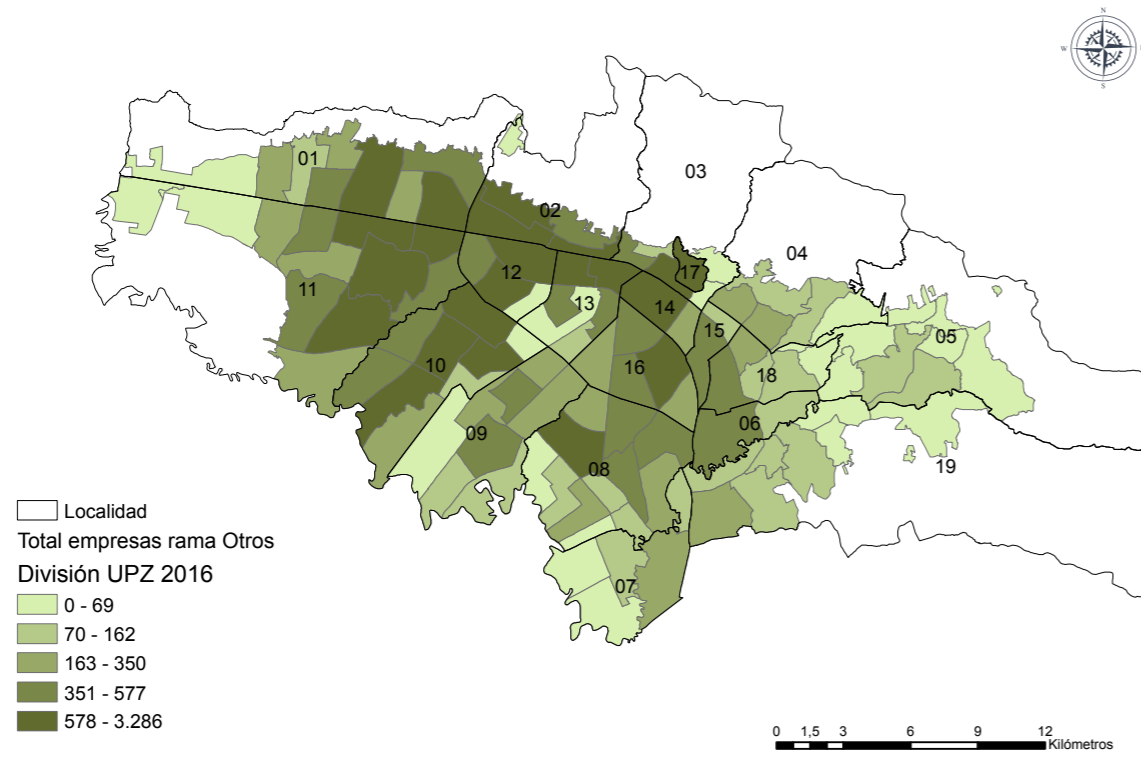 N
W
S
03
01
02
04
17
12
13
14
11
15
05
10
16
18
09
06
08
19
07
Localidad
Total empresas rama Otros
División UPZ 2016
0 - 69
70 - 162
163 - 350
351 - 577
578 - 3.286
0 1,5 3 6 9 12
Kilómetros